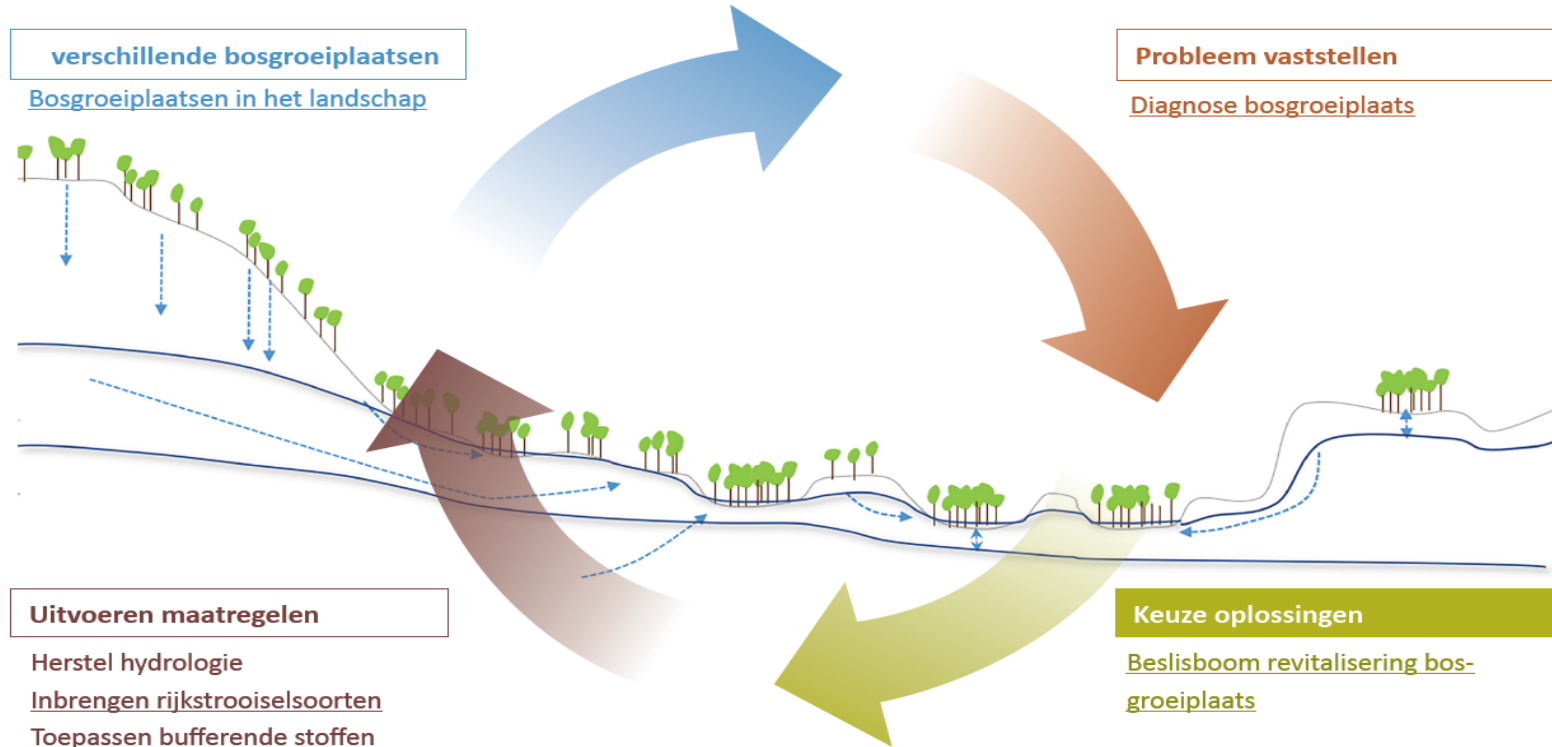 verschillende bosgroeiplaatsen
Bosgroeiplaatsen in het landschap
Probleem vaststellen
Diagnose bosgroeiplaats
Uitvoeren maatregelen
Herstel hydrologie
Inbrengen rijkstrooiselsoorten
Toepassen bufferende stoffen
Keuze oplossingen
Beslisboom revitalisering bos-
groeiplaats